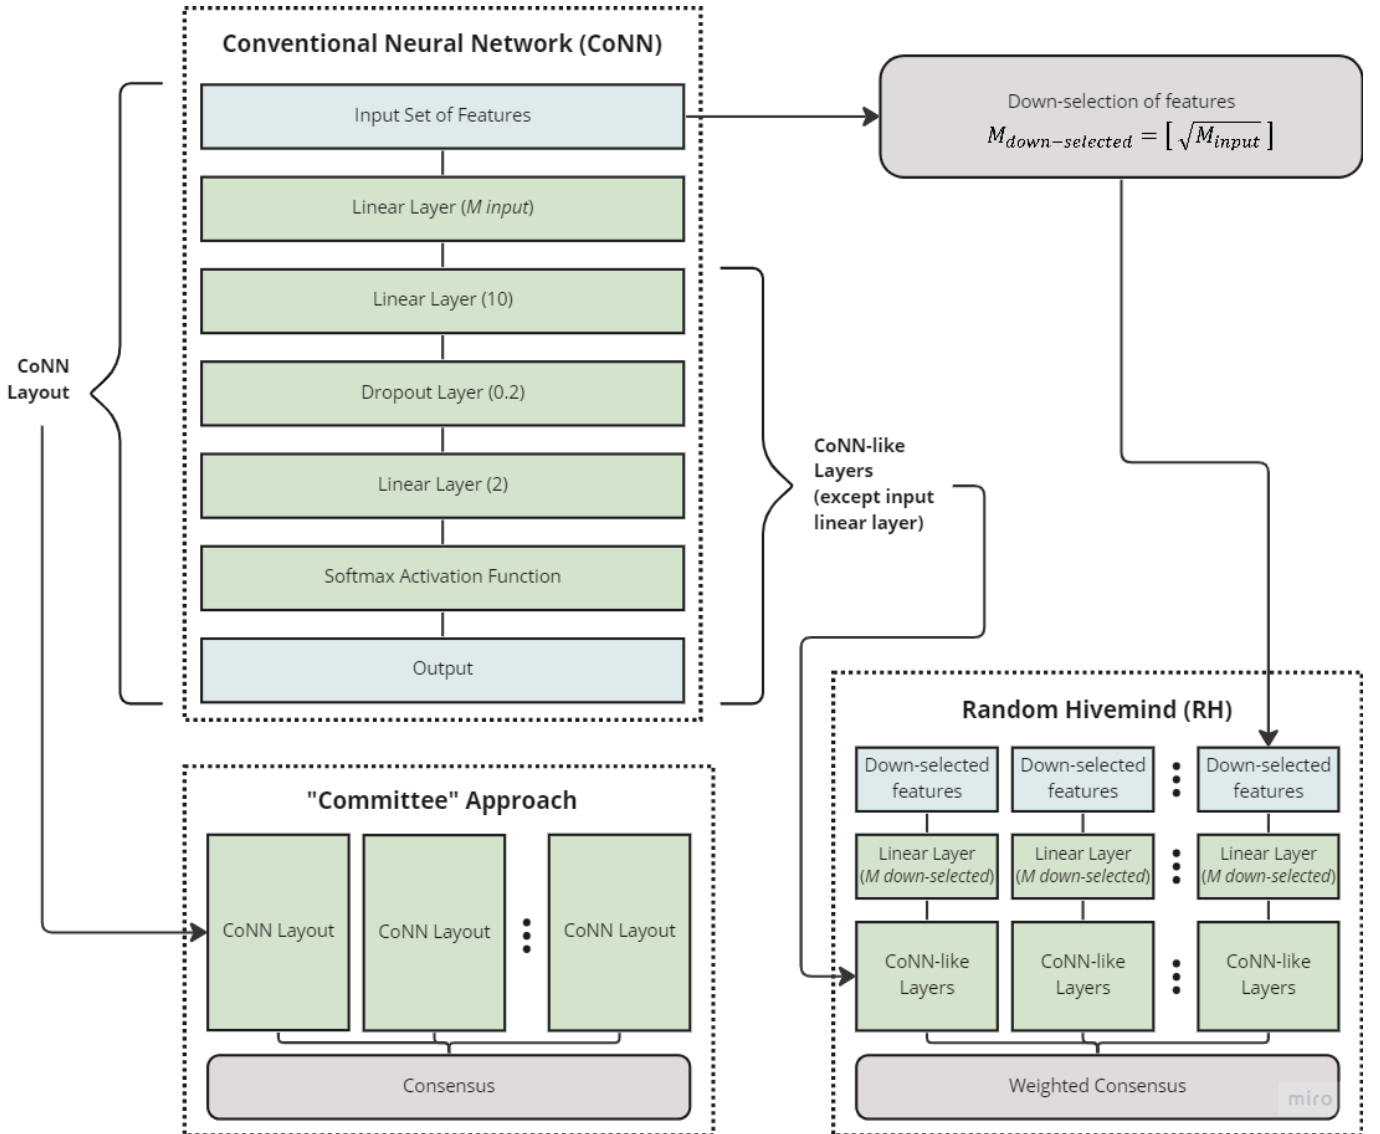 Conventional Neural Network (CoNN)
Input Set of Features
Linear Layer (M input)
Linear Layer (10)
Dropout Layer (0.2)
Linear Layer (2)
Softmax Activation Function
Output
CoNN
Layout
Down-selection of features
M_{down-selected} = [ √M_{input} ]
CoNN-like
Layers
(except input
linear layer)
"Committee" Approach
CoNN Layout
CoNN Layout
CoNN Layout
Consensus
Random Hivemind (RH)
Down-selected
features
Down-selected
features
Down-selected
features
Linear Layer
(M down-selected)
Linear Layer
(M down-selected)
Linear Layer
(M down-selected)
CoNN-like
Layers
CoNN-like
Layers
CoNN-like
Layers
Weighted Consensus
miro